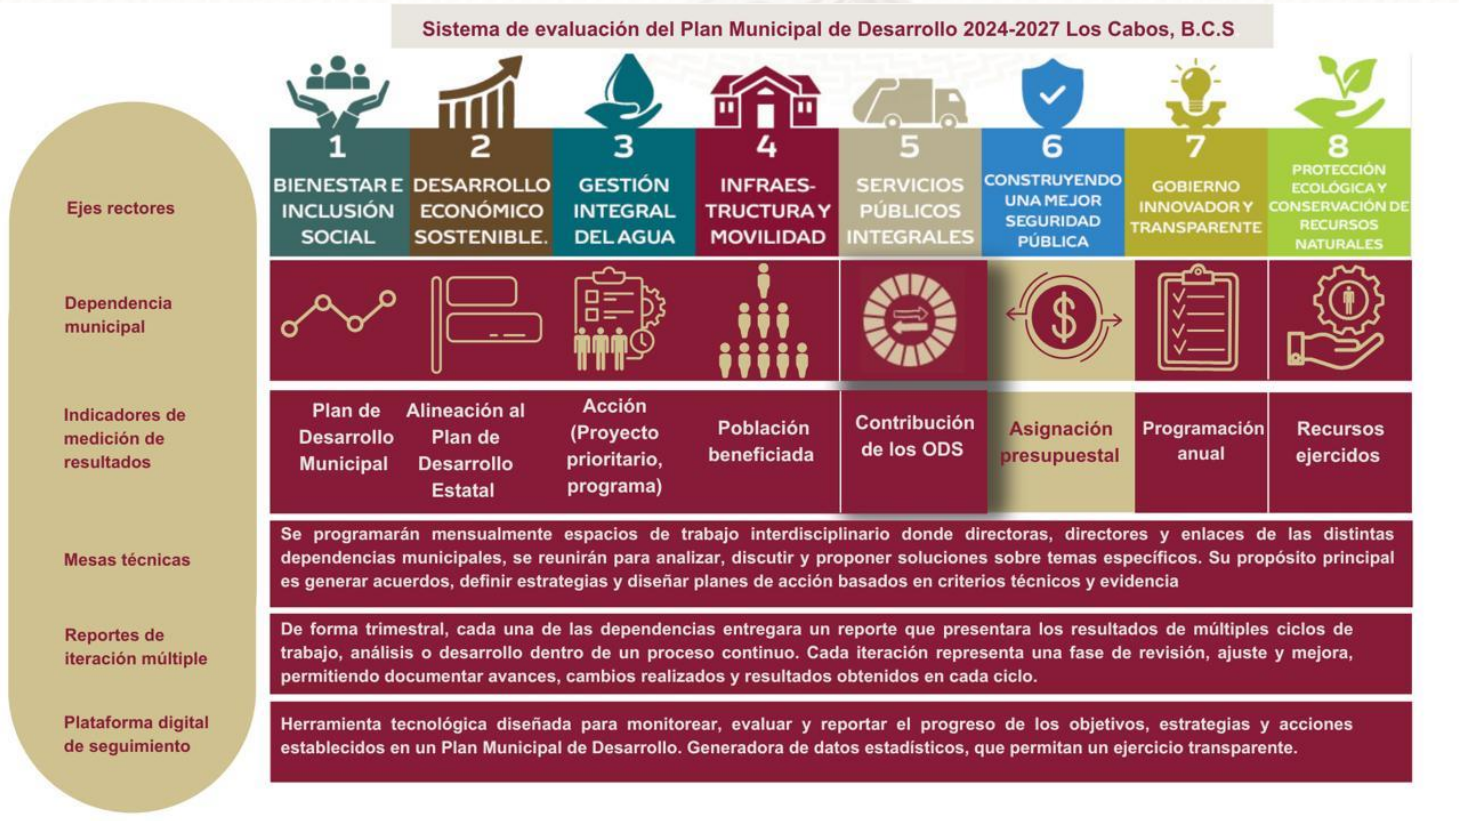 Sistema de evaluación del Plan Municipal de Desarrollo 2024-2027 Los Cabos, B.C.S
Ejes rectores
1
BIENESTAR E
INCLUSIÓN
SOCIAL
2
DESARROLLO
ECONÓMICO
SOSTENIBLE.
3
GESTIÓN
INTEGRAL
DEL AGUA
4
INFRAES-
TRUCTURA Y
MOVILIDAD
5
SERVICIOS
PÚBLICOS
INTEGRALES
6
CONSTRUYENDO
UNA MEJOR
SEGURIDAD
PÚBLICA
7
GOBIERNO
INNOVADOR Y
TRANSPARENTE
8
PROTECCIÓN
ECOLÓGICA Y
CONSERVACIÓN DE
RECURSOS
NATURALES
Dependencia
municipal
$
Indicadores de
medición de
resultados
Plan de
Desarrollo
Municipal
Alineación al
Plan de
Desarrollo
Estatal
Acción
(Proyecto
prioritario,
programa)
Población
beneficiada
Contribución
de los ODS
Asignación
presupuestal
Programación
anual
Recursos
ejercidos
Mesas técnicas
Se programarán mensualmente espacios de trabajo interdisciplinario donde directoras, directores y enlaces de las distintas
dependencias municipales, se reunirán para analizar, discutir y proponer soluciones sobre temas específicos. Su propósito principal
es generar acuerdos, definir estrategias y diseñar planes de acción basados en criterios técnicos y evidencia
Reportes de
iteración múltiple
De forma trimestral, cada una de las dependencias entregara un reporte que presentara los resultados de múltiples ciclos de
trabajo, análisis o desarrollo dentro de un proceso continuo. Cada iteración representa una fase de revisión, ajuste y mejora,
permitiendo documentar avances, cambios realizados y resultados obtenidos en cada ciclo.
Plataforma digital
de seguimiento
Herramienta tecnológica diseñada para monitorear, evaluar y reportar el progreso de los objetivos, estrategias y acciones
establecidos en un Plan Municipal de Desarrollo. Generadora de datos estadísticos, que permitan un ejercicio transparente.